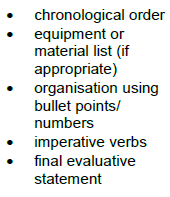 • chronological order
• equipment or
material list (if
appropriate)
• organisation using
bullet points/
numbers
• imperative verbs
• final evaluative
statement